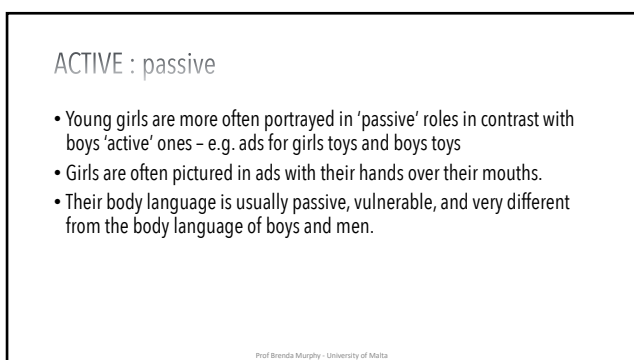 ACTIVE : passive
• Young girls are more often portrayed in ‘passive’ roles in contrast with
boys ‘active’ ones – e.g. ads for girls toys and boys toys
• Girls are often pictured in ads with their hands over their mouths.
• Their body language is usually passive, vulnerable, and very different
from the body language of boys and men.
Prof Brenda Murphy - University of Malta